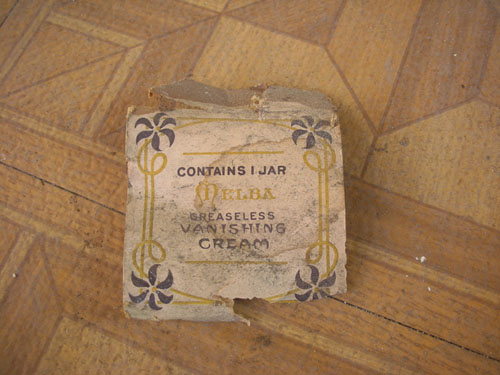 CONTAINS 1 JAR
MELBA
GREASELESS
VANISHING
CREAM